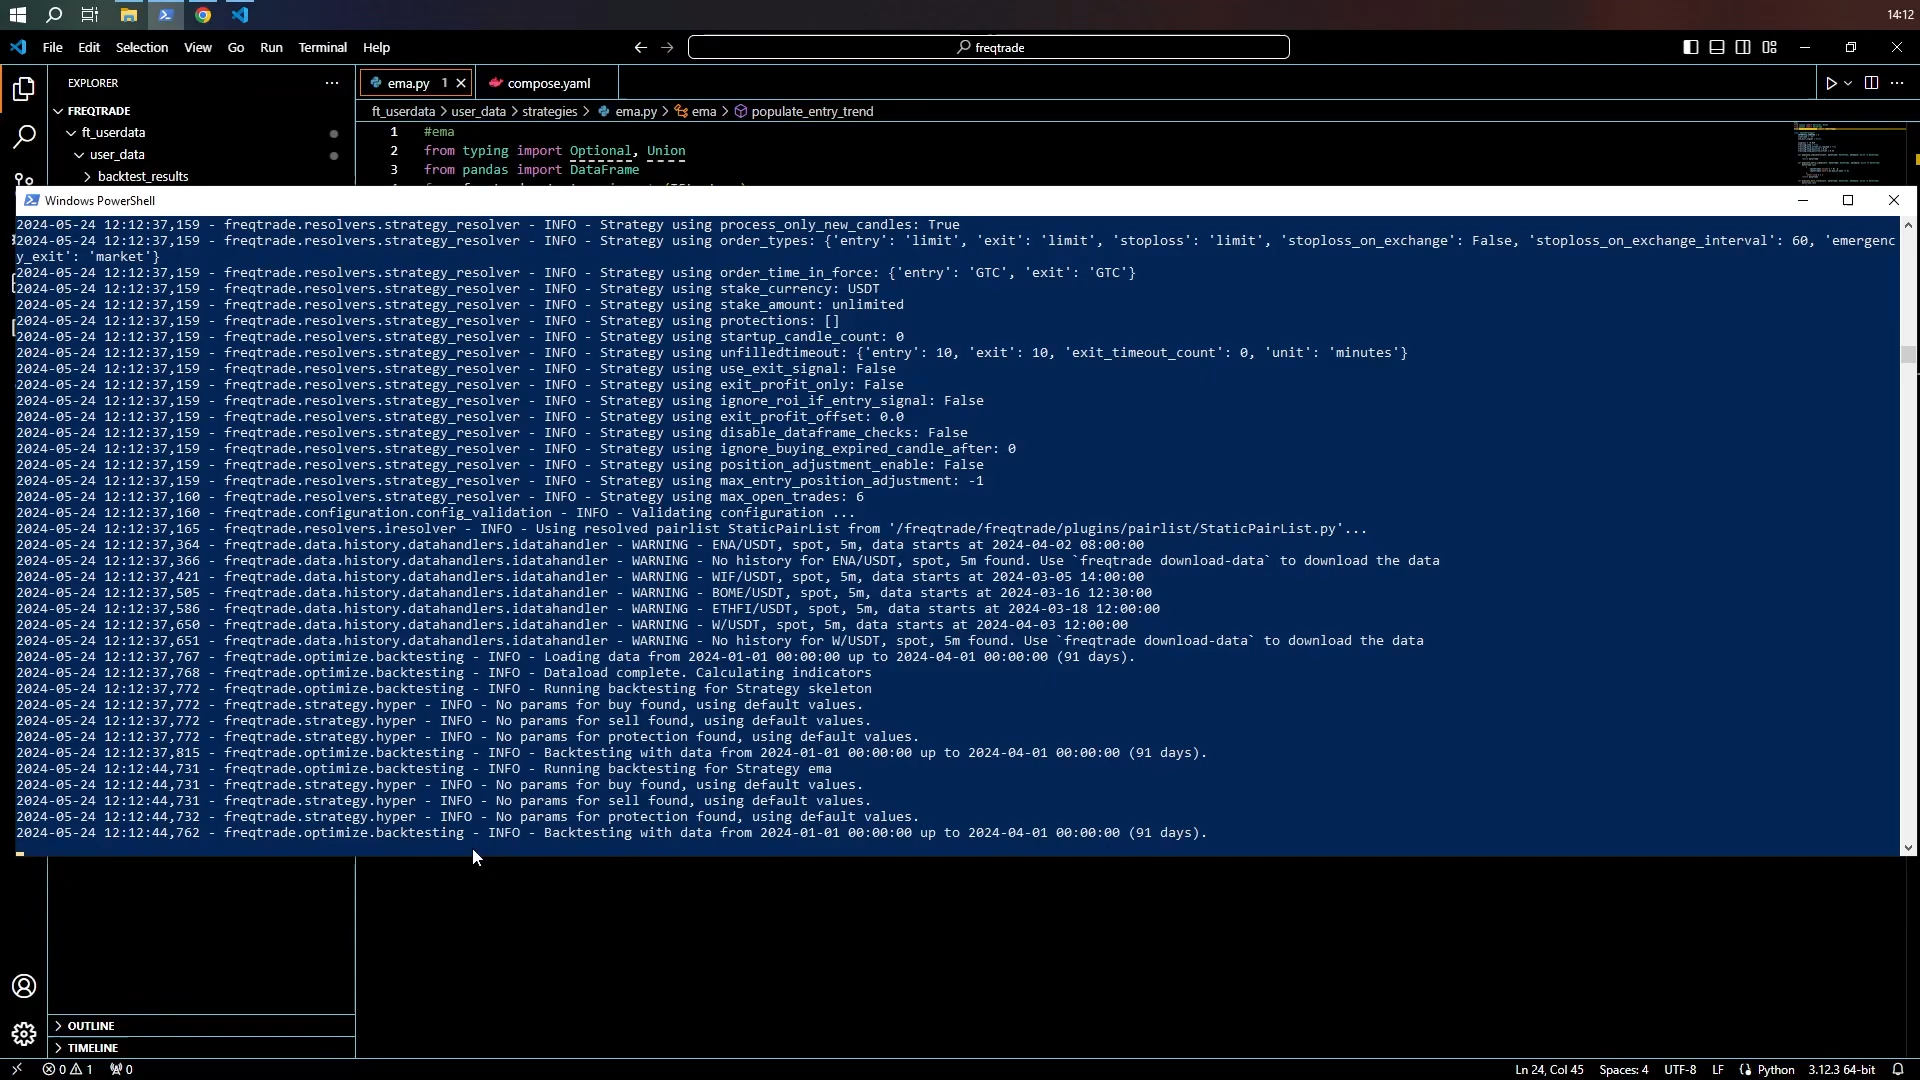 14:12
File Edit Selection View Go Run Terminal Help
freqtrade
EXPLORER
ema.py 1
compose.yaml
FREQTRADE
ft_userdata > user_data > strategies > ema.py > ema > populate_entry_trend
ft_userdata
user_data
backtest_results
1 #ema
2 from typing import Optional, Union
3 from pandas import DataFrame
Windows PowerShell
2024-05-24 12:12:37,159 - freqtrade.resolvers.strategy_resolver - INFO - Strategy using process_only_new_candles: True
2024-05-24 12:12:37,159 - freqtrade.resolvers.strategy_resolver - INFO - Strategy using order_types: {'entry': 'limit', 'exit': 'limit', 'stoploss': 'limit', 'stoploss_on_exchange': False, 'stoploss_on_exchange_interval': 60, 'emergenc
y_exit': 'market'}
2024-05-24 12:12:37,159 - freqtrade.resolvers.strategy_resolver - INFO - Strategy using order_time_in_force: {'entry': 'GTC', 'exit': 'GTC'}
2024-05-24 12:12:37,159 - freqtrade.resolvers.strategy_resolver - INFO - Strategy using stake_currency: USDT
2024-05-24 12:12:37,159 - freqtrade.resolvers.strategy_resolver - INFO - Strategy using stake_amount: unlimited
2024-05-24 12:12:37,159 - freqtrade.resolvers.strategy_resolver - INFO - Strategy using protections: []
2024-05-24 12:12:37,159 - freqtrade.resolvers.strategy_resolver - INFO - Strategy using startup_candle_count: 0
2024-05-24 12:12:37,159 - freqtrade.resolvers.strategy_resolver - INFO - Strategy using unfilledtimeout: {'entry': 10, 'exit': 10, 'exit_timeout_count': 0, 'unit': 'minutes'}
2024-05-24 12:12:37,159 - freqtrade.resolvers.strategy_resolver - INFO - Strategy using use_exit_signal: False
2024-05-24 12:12:37,159 - freqtrade.resolvers.strategy_resolver - INFO - Strategy using exit_profit_only: False
2024-05-24 12:12:37,159 - freqtrade.resolvers.strategy_resolver - INFO - Strategy using ignore_roi_if_entry_signal: False
2024-05-24 12:12:37,159 - freqtrade.resolvers.strategy_resolver - INFO - Strategy using exit_profit_offset: 0.0
2024-05-24 12:12:37,159 - freqtrade.resolvers.strategy_resolver - INFO - Strategy using disable_dataframe_checks: False
2024-05-24 12:12:37,159 - freqtrade.resolvers.strategy_resolver - INFO - Strategy using ignore_buying_expired_candle_after: 0
2024-05-24 12:12:37,159 - freqtrade.resolvers.strategy_resolver - INFO - Strategy using position_adjustment_enable: False
2024-05-24 12:12:37,159 - freqtrade.resolvers.strategy_resolver - INFO - Strategy using max_entry_position_adjustment: -1
2024-05-24 12:12:37,160 - freqtrade.resolvers.strategy_resolver - INFO - Strategy using max_open_trades: 6
2024-05-24 12:12:37,160 - freqtrade.configuration.config_validation - INFO - Validating configuration ...
2024-05-24 12:12:37,165 - freqtrade.resolvers.iresolver - INFO - Using resolved pairlist StaticPairList from '/freqtrade/freqtrade/plugins/pairlist/StaticPairList.py'...
2024-05-24 12:12:37,364 - freqtrade.data.history.datahandlers.idatahandler - WARNING - ENA/USDT, spot, 5m, data starts at 2024-04-02 08:00:00
2024-05-24 12:12:37,366 - freqtrade.data.history.datahandlers.idatahandler - WARNING - No history for ENA/USDT, spot, 5m found. Use `freqtrade download-data` to download the data
2024-05-24 12:12:37,421 - freqtrade.data.history.datahandlers.idatahandler - WARNING - WIF/USDT, spot, 5m, data starts at 2024-03-05 14:00:00
2024-05-24 12:12:37,505 - freqtrade.data.history.datahandlers.idatahandler - WARNING - BOME/USDT, spot, 5m, data starts at 2024-03-16 12:30:00
2024-05-24 12:12:37,586 - freqtrade.data.history.datahandlers.idatahandler - WARNING - ETHFI/USDT, spot, 5m, data starts at 2024-03-18 12:00:00
2024-05-24 12:12:37,650 - freqtrade.data.history.datahandlers.idatahandler - WARNING - W/USDT, spot, 5m, data starts at 2024-04-03 12:00:00
2024-05-24 12:12:37,651 - freqtrade.data.history.datahandlers.idatahandler - WARNING - No history for W/USDT, spot, 5m found. Use `freqtrade download-data` to download the data
2024-05-24 12:12:37,767 - freqtrade.optimize.backtesting - INFO - Loading data from 2024-01-01 00:00:00 up to 2024-04-01 00:00:00 (91 days).
2024-05-24 12:12:37,768 - freqtrade.optimize.backtesting - INFO - Dataload complete. Calculating indicators
2024-05-24 12:12:37,772 - freqtrade.optimize.backtesting - INFO - Running backtesting for Strategy skeleton
2024-05-24 12:12:37,772 - freqtrade.strategy.hyper - INFO - No params for buy found, using default values.
2024-05-24 12:12:37,772 - freqtrade.strategy.hyper - INFO - No params for sell found, using default values.
2024-05-24 12:12:37,772 - freqtrade.strategy.hyper - INFO - No params for protection found, using default values.
2024-05-24 12:12:37,815 - freqtrade.optimize.backtesting - INFO - Backtesting with data from 2024-01-01 00:00:00 up to 2024-04-01 00:00:00 (91 days).
2024-05-24 12:12:44,731 - freqtrade.optimize.backtesting - INFO - Running backtesting for Strategy ema
2024-05-24 12:12:44,731 - freqtrade.strategy.hyper - INFO - No params for buy found, using default values.
2024-05-24 12:12:44,731 - freqtrade.strategy.hyper - INFO - No params for sell found, using default values.
2024-05-24 12:12:44,732 - freqtrade.strategy.hyper - INFO - No params for protection found, using default values.
2024-05-24 12:12:44,762 - freqtrade.optimize.backtesting - INFO - Backtesting with data from 2024-01-01 00:00:00 up to 2024-04-01 00:00:00 (91 days).
OUTLINE
TIMELINE
0 1 0
Ln 24, Col 45 Spaces: 4 UTF-8 LF Python 3.12.3 64-bit